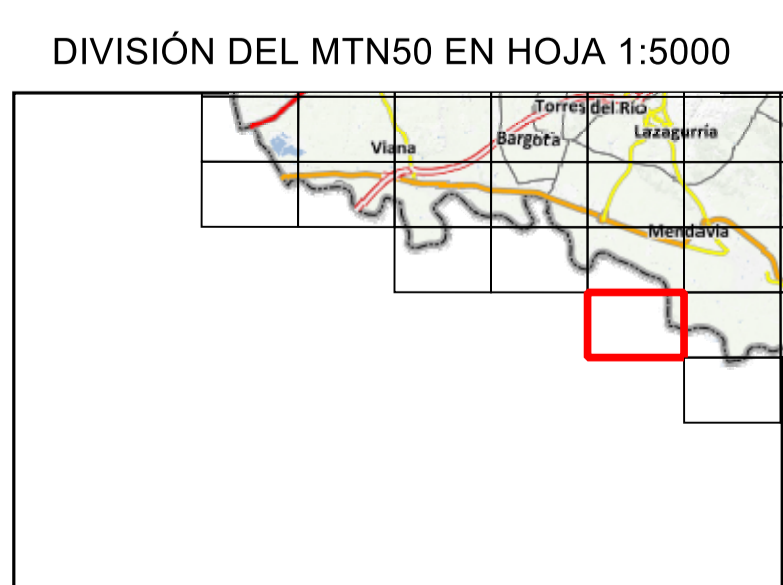 DIVISIÓN DEL MTN50 EN HOJA 1:5000
Torres del Río
Lazagurría
Bargota
Viana
Mendavia